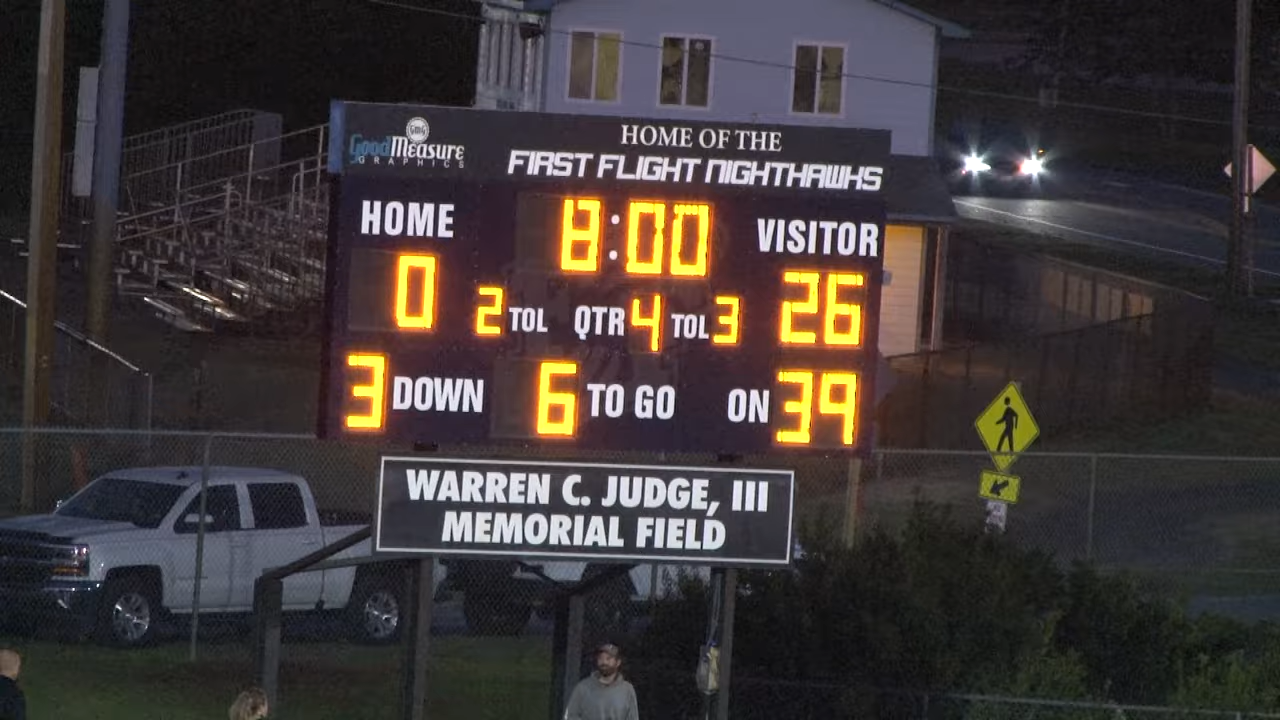 HOME OF THE
GMG
GoodMeasure
GRAPHICS
FIRST FLIGHT NIGHTHAWKS
HOME 8:00 VISITOR
0 2 TOL QTR 4 TOL 3 26
3 DOWN 6 TO GO ON 39
WARREN C. JUDGE, III
MEMORIAL FIELD